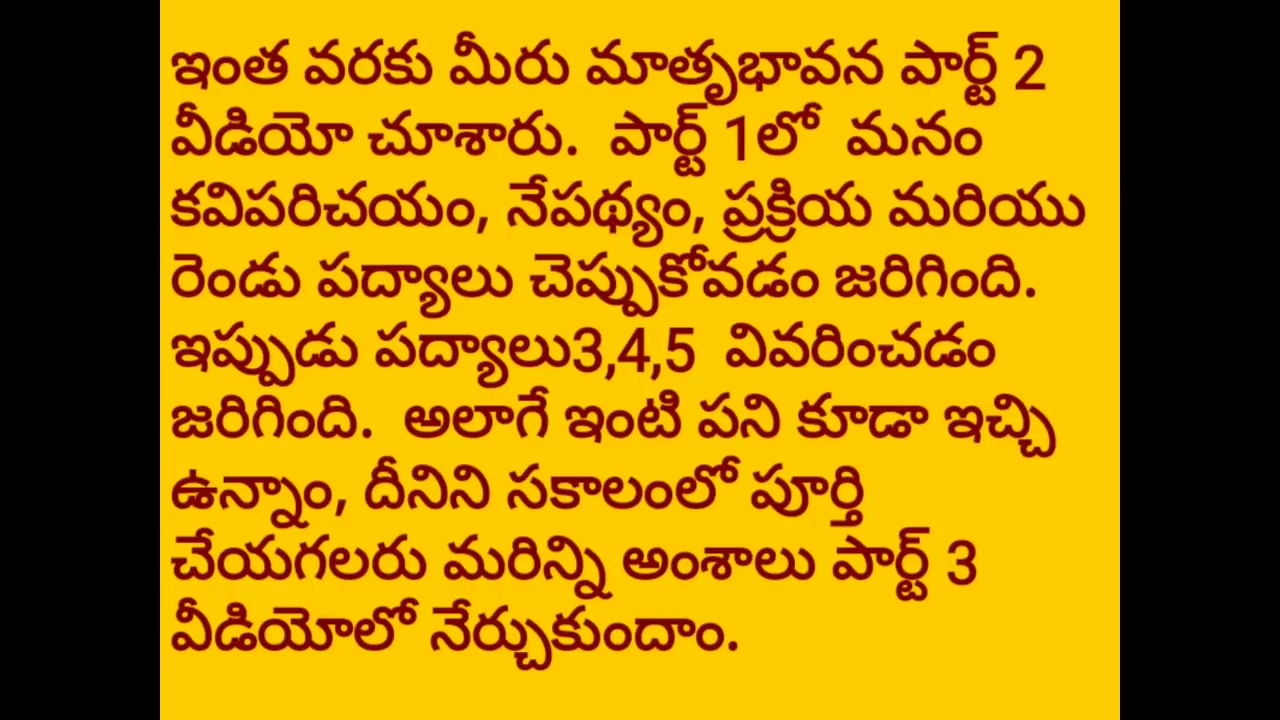 ఇంత వరకు మీరు మాతృభావన పార్ట్ 2
వీడియో చూశారు.  పార్ట్ 1లో  మనం
కవిపరిచయం, నేపథ్యం, ప్రక్రియ మరియు
రెండు పద్యాలు చెప్పుకోవడం జరిగింది.
ఇప్పుడు పద్యాలు3,4,5  వివరించడం
జరిగింది.  అలాగే ఇంటి పని కూడా ఇచ్చి
ఉన్నాం, దీనిని సకాలంలో పూర్తి
చేయగలరు మరిన్ని అంశాలు పార్ట్ 3
వీడియోలో నేర్చుకుందాం.